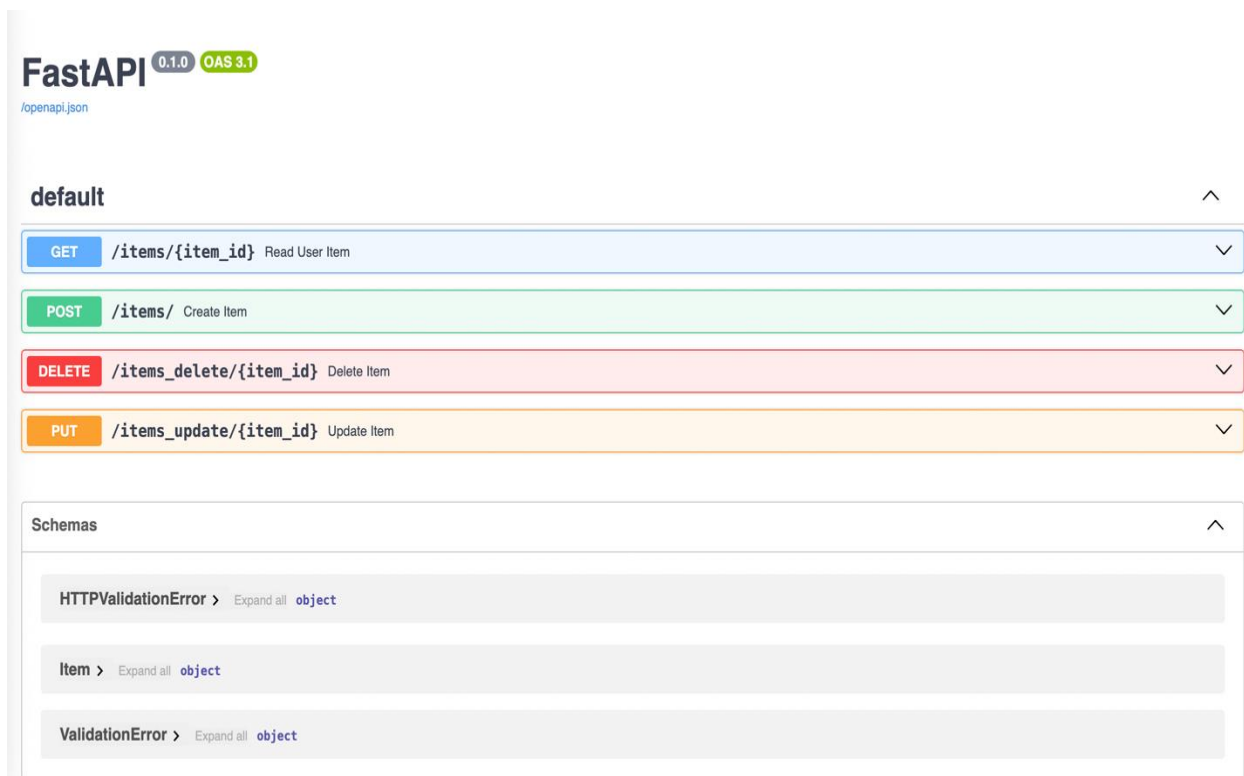 FastAPI 0.1.0 OAS 3.1
/openapi.json
default
GET /items/{item_id} Read User Item
POST /items/ Create Item
DELETE /items_delete/{item_id} Delete Item
PUT /items_update/{item_id} Update Item
Schemas
HTTPValidationError > Expand all object
Item > Expand all object
ValidationError > Expand all object